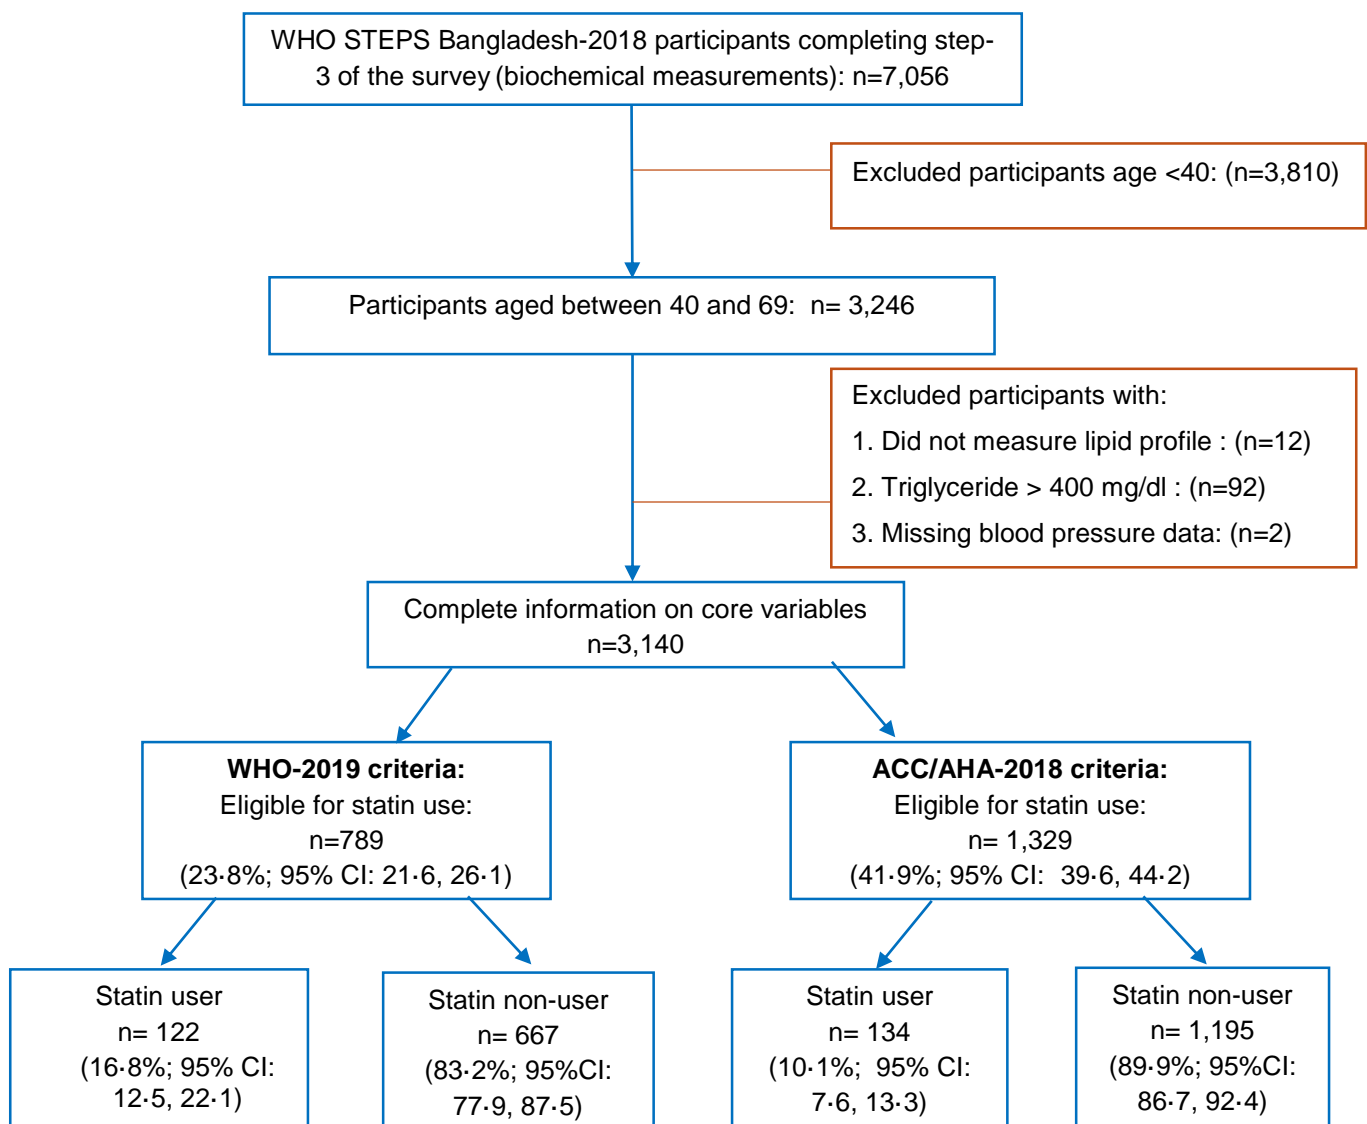 WHO STEPS Bangladesh-2018 participants completing step-
3 of the survey (biochemical measurements): n=7,056
Excluded participants age <40: (n=3,810)
Participants aged between 40 and 69: n= 3,246
Excluded participants with:
1. Did not measure lipid profile : (n=12)
2. Triglyceride > 400 mg/dl : (n=92)
3. Missing blood pressure data: (n=2)
Complete information on core variables
n=3,140
WHO-2019 criteria:
Eligible for statin use:
n=789
(23·8%; 95% CI: 21·6, 26·1)
ACC/AHA-2018 criteria:
Eligible for statin use:
n= 1,329
(41·9%; 95% CI: 39·6, 44·2)
Statin user
n= 122
(16·8%; 95% CI:
12·5, 22·1)
Statin non-user
n= 667
(83·2%; 95%CI:
77·9, 87·5)
Statin user
n= 134
(10·1%; 95% CI:
7·6, 13·3)
Statin non-user
n= 1,195
(89·9%; 95%CI:
86·7, 92·4)